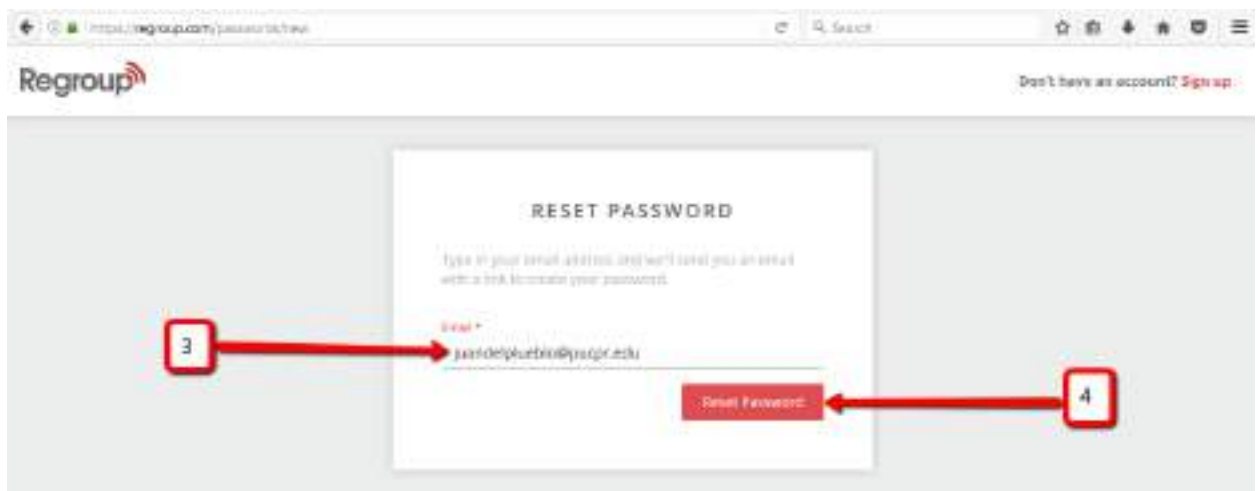 https://regroup.com/passwords/new
Search
Regroup
Don't have an account? Sign up
RESET PASSWORD
Type in your email address and we'll send you an email
with a link to create your password.
Email *
juandelpueblo@pucpr.edu
Reset Password
3
4